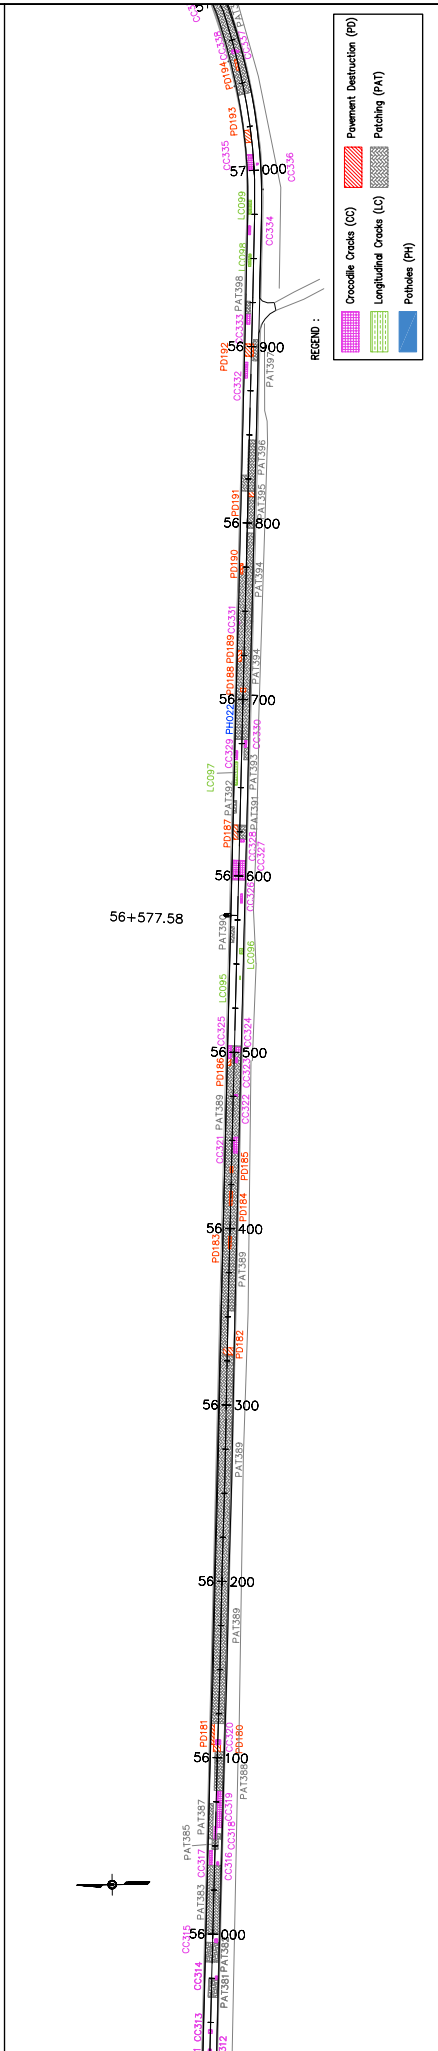 CC338
CC337
PD194
PD193
CC335
57+000
CC336
LC099
CC334
LC098
PAT398
CC333
PD192
56+900
PAT397
CC332
REGEND :
Crocodile Cracks (CC)
Pavement Destruction (PD)
Longitudinal Cracks (LC)
Patching (PAT)
Potholes (PH)
PAT396
PD191
PAT395
56+800
PD190
PAT394
CC331
PD189
PD188
PAT394
56+700
PH022
CC330
CC329
LC097
PAT393
PAT392
PAT391
PD187
CC328
CC327
56+600
CC326
56+577.58
PAT390
LC096
LC095
CC325
CC324
56+500
PD186
CC323
PAT389
CC322
CC321
PD185
PD184
56+400
PD183
PAT389
PD182
56+300
PAT389
56+200
PAT389
PD181
CC320
PD180
56+100
PAT388
CC319
PAT387
CC318
PAT385
CC317
CC316
PAT383
CC315
56+000
CC314
PAT381
CC313